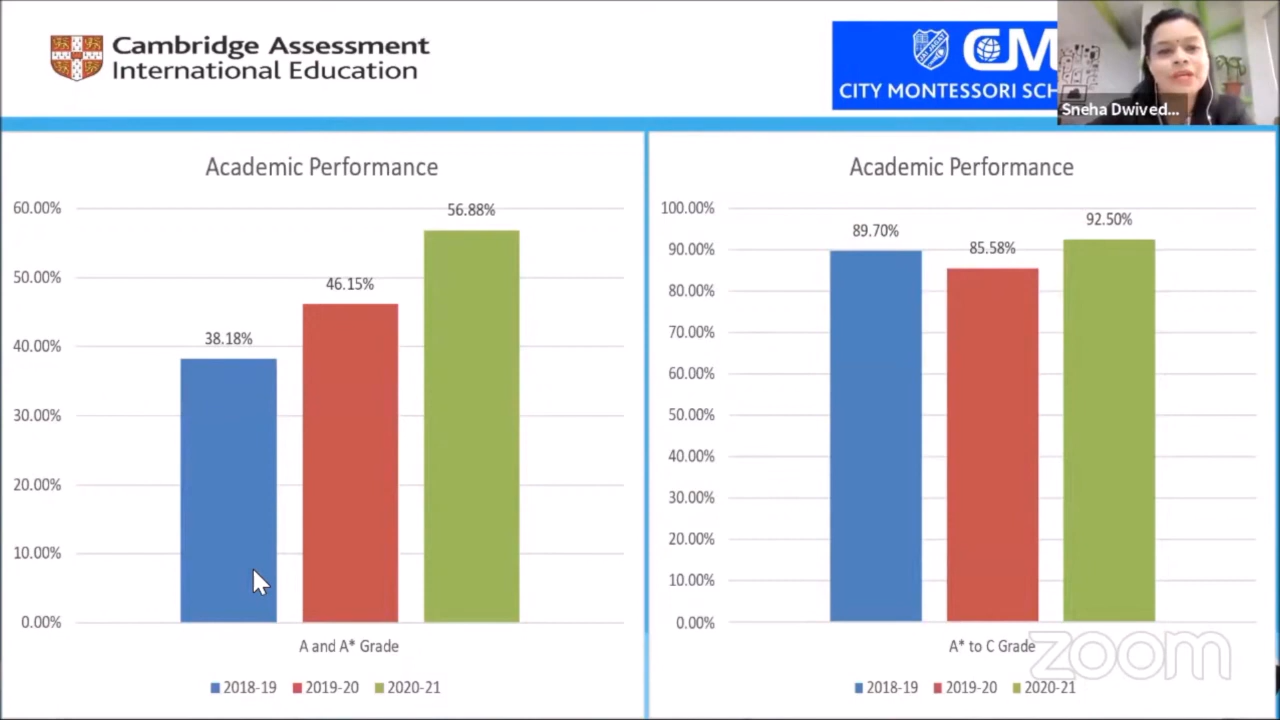 Cambridge Assessment
International Education
CM
CITY MONTESSORI SCH
Sneha Dwived...
Academic Performance
60.00%
50.00%
40.00%
30.00%
20.00%
10.00%
0.00%
38.18%
46.15%
56.88%
A and A* Grade
2018-19 2019-20 2020-21
Academic Performance
100.00%
90.00%
80.00%
70.00%
60.00%
50.00%
40.00%
30.00%
20.00%
10.00%
0.00%
89.70%
85.58%
92.50%
A* to C Grade
2018-19 2019-20 2020-21
zoom